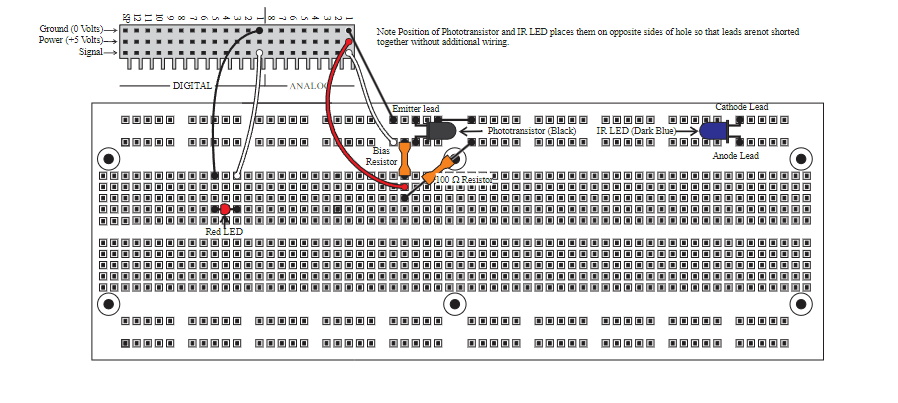 SP 12 11 10 9 8 7 6 5 4 3 2 1 8 7 6 5 4 3 2 1
Ground (0 Volts)
Power (+5 Volts)
Signal
Note Position of Phototransistor and IR LED places them on opposite sides of hole so that leads arenot shorted
together without additional wiring.
DIGITAL
ANALOG
Emitter lead
Cathode Lead
Phototransistor (Black)
IR LED (Dark Blue)
Bias
Resistor
Anode Lead
100 Ω Resistor
Red LED